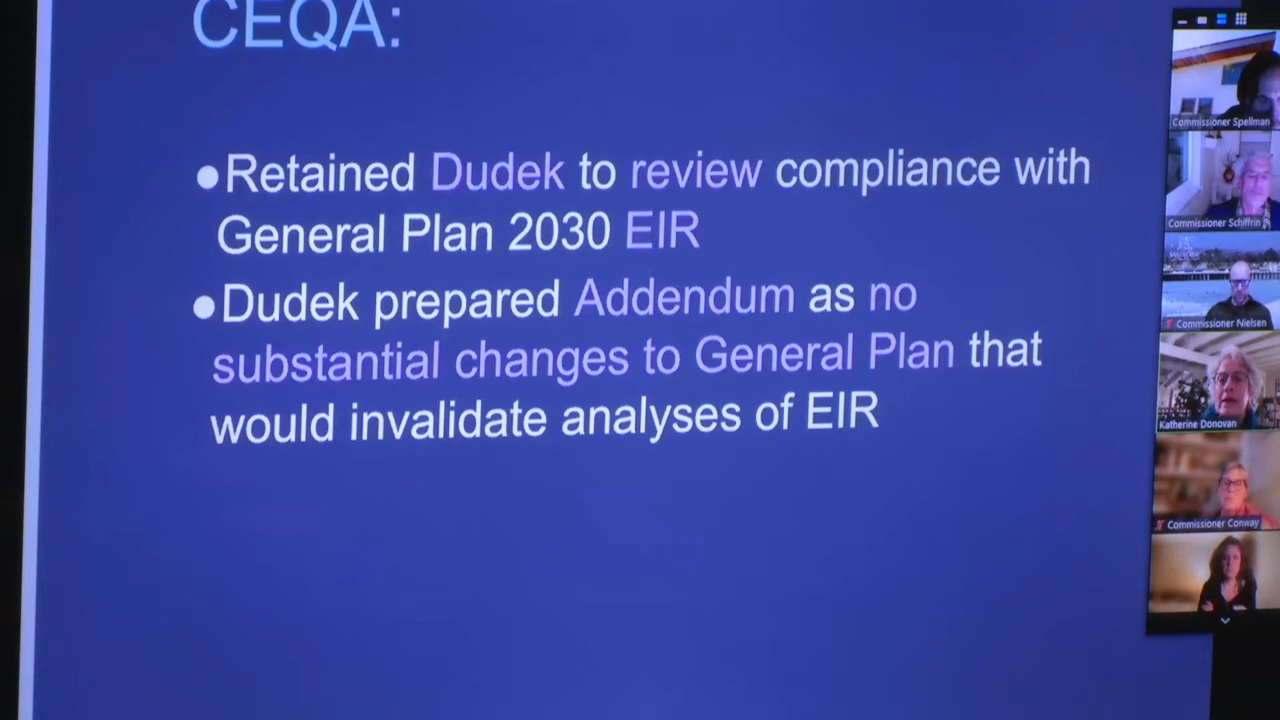 CEQA:
●Retained Dudek to review compliance with
General Plan 2030 EIR
●Dudek prepared Addendum as no
substantial changes to General Plan that
would invalidate analyses of EIR
Commissioner Spellman
Commissioner Schiffrin
Commissioner Nielsen
Katherine Donovan
Commissioner Conway